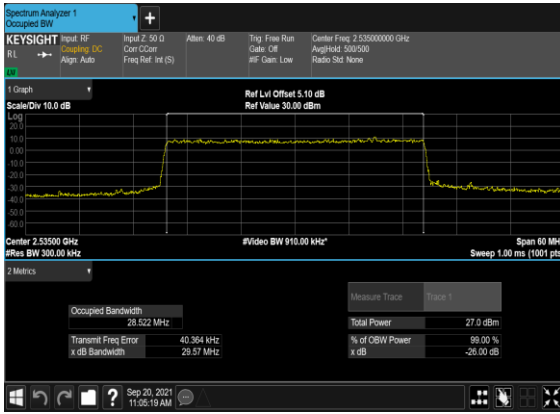 Spectrum Analyzer 1
Occupied BW
KEYSIGHT Input: RF Input Z: 50 Ω Atten: 40 dB Trig: Free Run Center Freq: 2.535000000 GHz
RL Coupling: DC Corr CCorr Gate: Off Avg|Hold: 500/500
Align: Auto Freq Ref: Int (S) #IF Gain: Low Radio Std: None
1 Graph
Scale/Div 10.0 dB Ref Lvl Offset 5.10 dB
Ref Value 30.00 dBm
Log
20.0
10.0
0.00
-10.0
-20.0
-30.0
-40.0
-50.0
-60.0
Center 2.53500 GHz #Video BW 910.00 kHz* Span 60 MH
#Res BW 300.00 kHz Sweep 1.00 ms (1001 pts
2 Metrics
Measure Trace Trace 1
Occupied Bandwidth
28.522 MHz Total Power 27.0 dBm
Transmit Freq Error 40.364 kHz % of OBW Power 99.00 %
x dB Bandwidth 29.57 MHz x dB -26.00 dB
Sep 20, 2021
11:05:19 AM